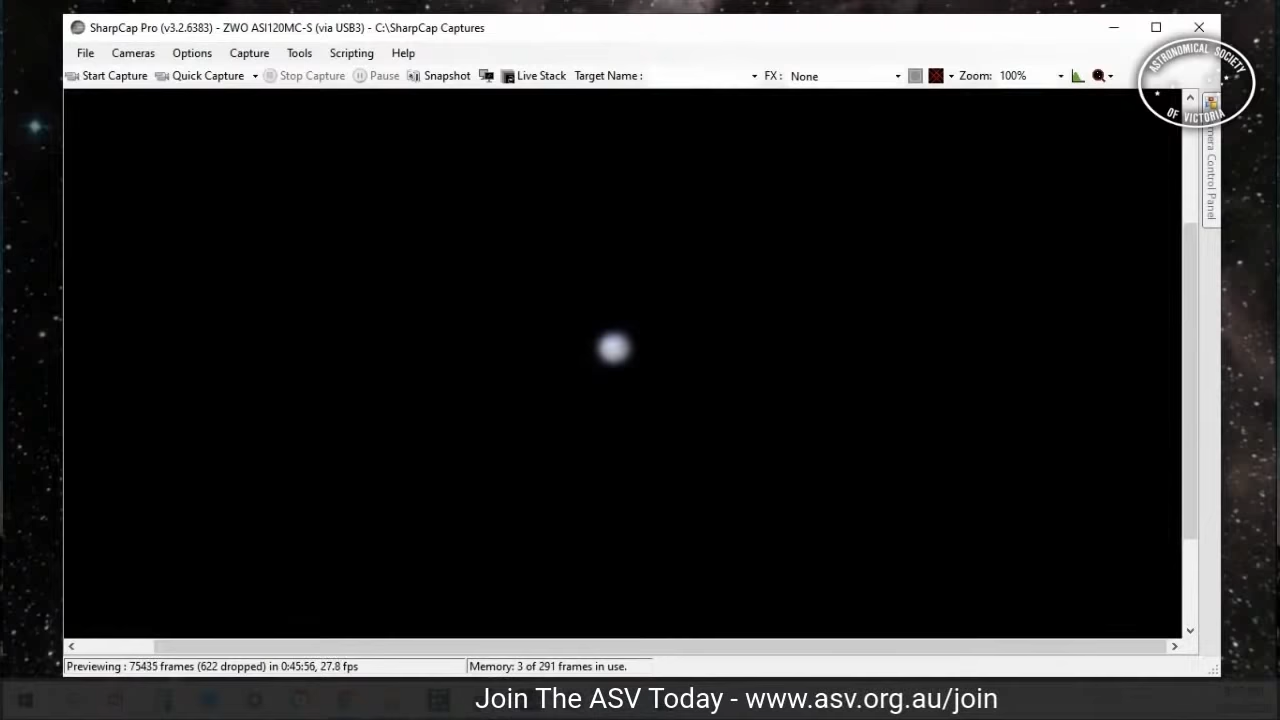 SharpCap Pro (v3.2.6383) - ZWO ASI120MC-S (via USB3) - C:\SharpCap Captures
File Cameras Options Capture Tools Scripting Help
Start Capture Quick Capture Stop Capture Pause Snapshot Live Stack Target Name : FX : None Zoom: 100%
ASTRONOMICAL SOCIETY
OF VICTORIA
Camera Control Panel
Previewing : 75435 frames (622 dropped) in 0:45:56, 27.8 fps Memory: 3 of 291 frames in use.
Join The ASV Today - www.asv.org.au/join